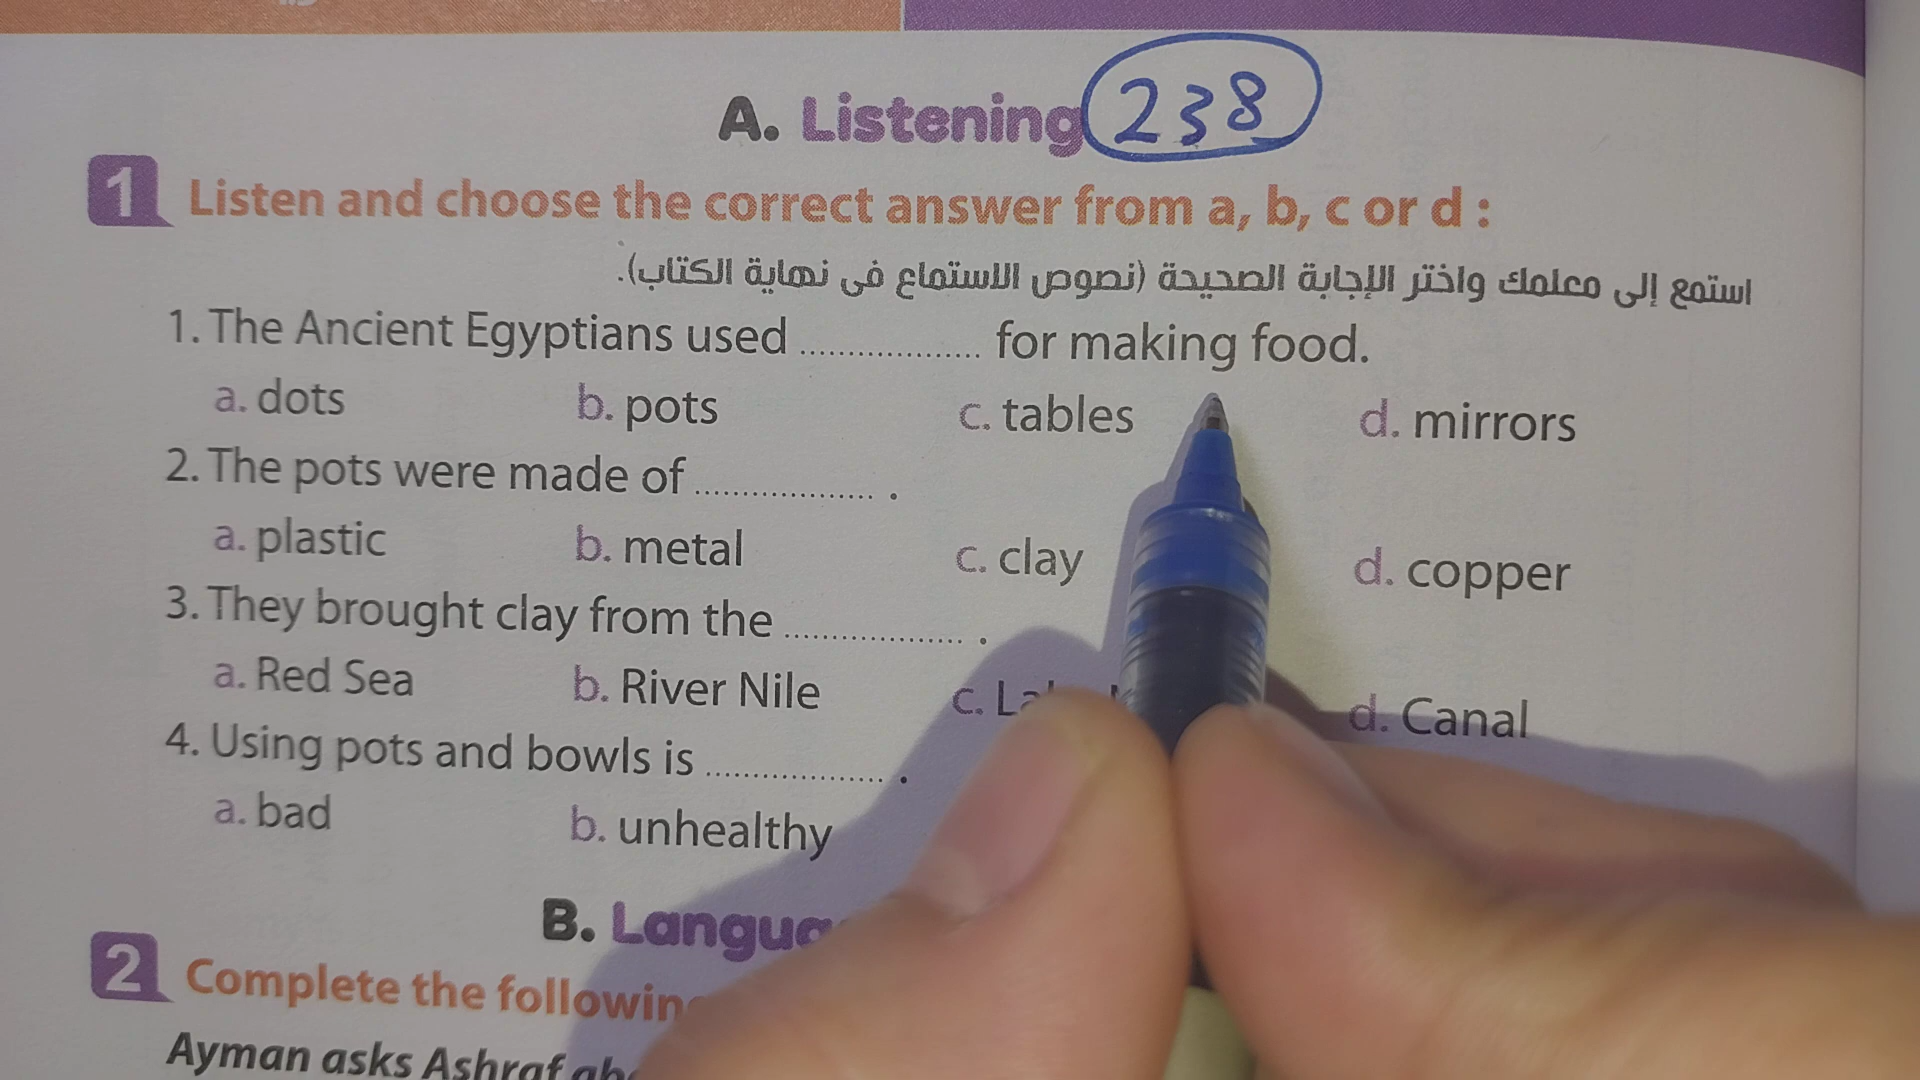 A. Listening 238
1 Listen and choose the correct answer from a, b, c or d :
استمع إلى معلمك واختر الإجابة الصحيحة (نصوص الاستماع فى نهاية الكتاب).
1. The Ancient Egyptians used .................. for making food.
a. dots b. pots c. tables d. mirrors
2. The pots were made of .................. .
a. plastic b. metal c. clay d. copper
3. They brought clay from the .................. .
a. Red Sea b. River Nile c. d. Canal
4. Using pots and bowls is .................. .
a. bad b. unhealthy
B.
2 Complete the
Ayman asks Ashraf